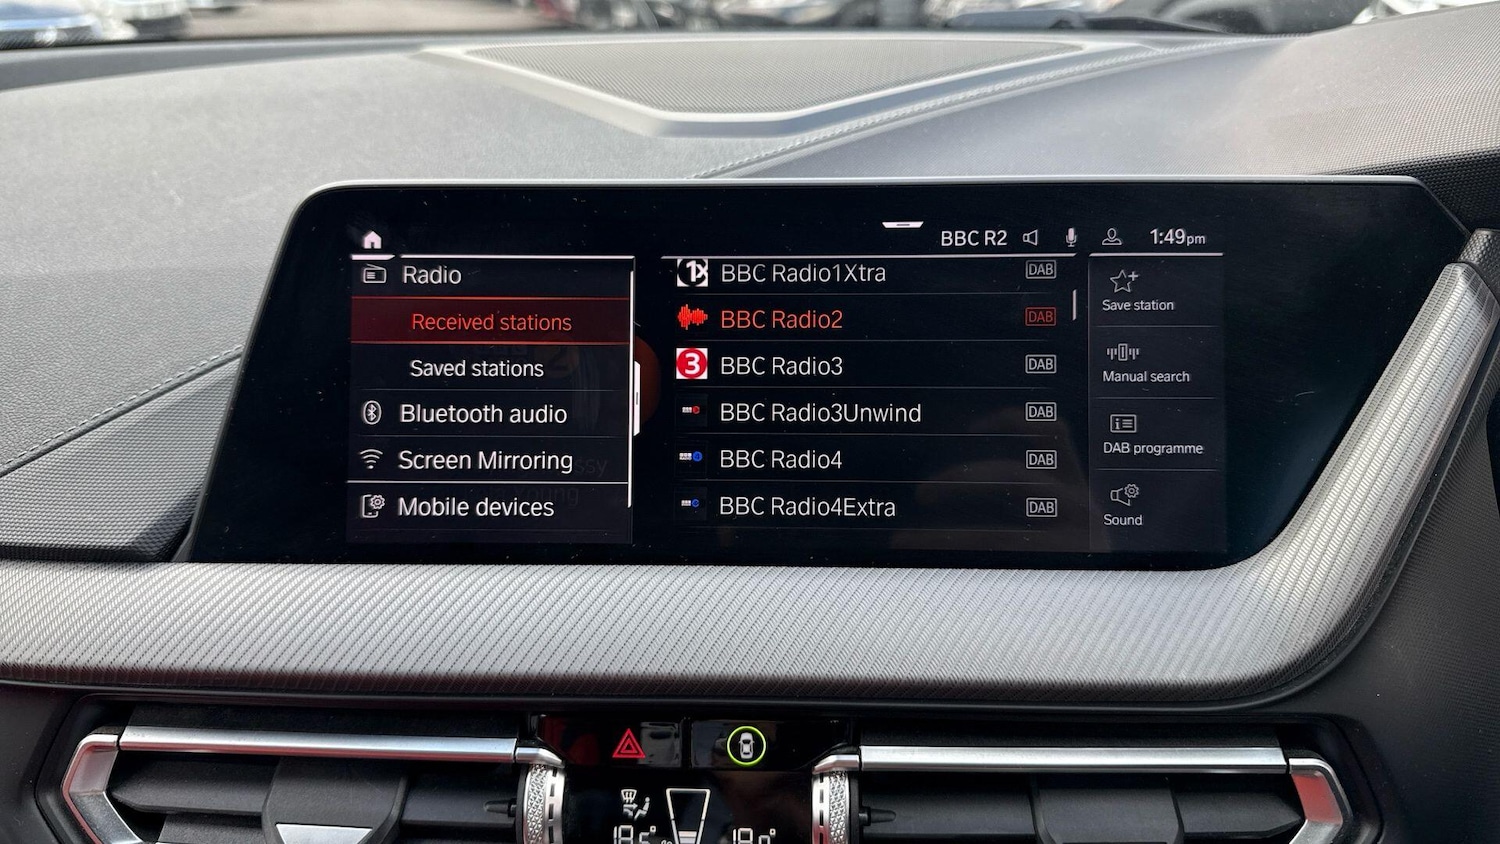 BBC R2 1:49pm
Radio
Received stations
Saved stations
Bluetooth audio
Screen Mirroring
Mobile devices
1X BBC Radio1Xtra DAB
BBC Radio2 DAB
3 BBC Radio3 DAB
BBC Radio3Unwind DAB
BBC Radio4 DAB
BBC Radio4Extra DAB
Save station
Manual search
DAB programme
Sound